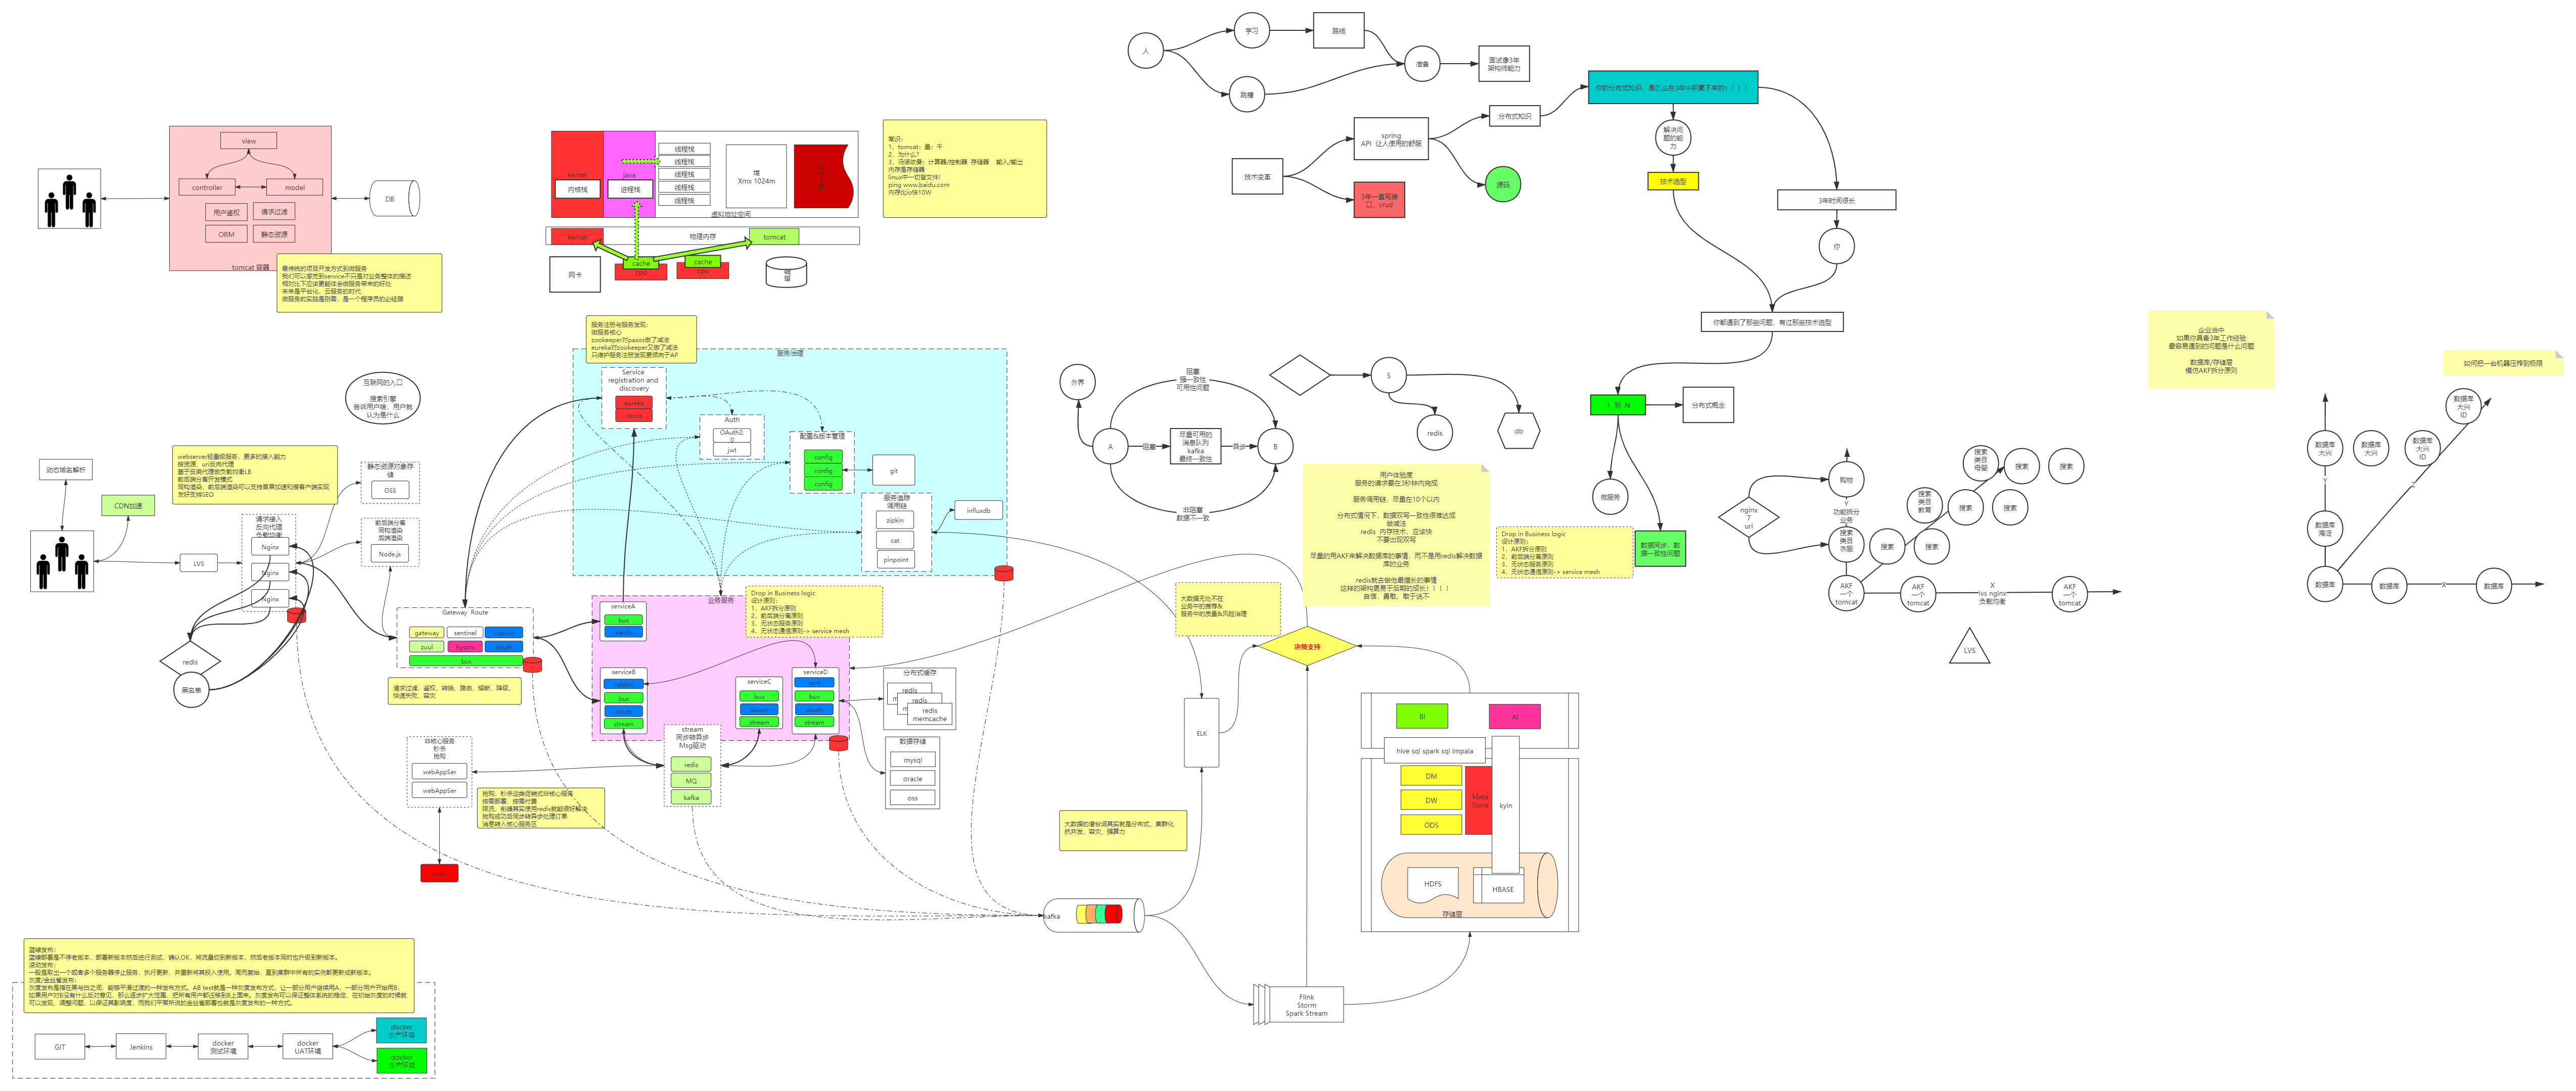 人
学习
路线
跳槽
准备
面试像3年
架构师能力
技术变革
spring
API 让人使用的舒服
3年一直写接
口，crud
分布式知识
源码
你的分布式知识，是怎么在3年中积累下来的！！！！
解决问
题的能
力
技术选型
3年时间很长
你
你都遇到了那些问题，有过那些技术选型
1 到 N
分布式概念
微服务
数据同步，数
据一致性问题
view
controller
model
用户鉴权
请求过滤
ORM
静态资源
tomcat 容器
DB
最传统的项目开发方式到微服务
我们可以感觉到service不只是对业务整体的描述
相对比下应该更能体会微服务带来的好处
未来是平台化，云服务的时代
微服务的实践是刚需，是一个程序员的必经路
kernel
内核栈
java
进程栈
线程栈
线程栈
线程栈
线程栈
线程栈
堆
Xmx 1024m
虚拟地址空间
kernel
物理内存
tomcat
网卡
cache
cpu
cache
cpu
常识：
1，tomcat：量：千
2，为什么？
3，冯诺依曼：计算器/控制器 存储器 输入/输出
内存是存储器
linux中一切皆文件！
ping www.baidu.com
内存比io快10W
互联网的入口
搜索引擎
告诉用户啥，用户就
认为是什么
动态域名解析
CDN加速
LVS
webserver轻量级服务，更多的接入能力
按资源，uri反向代理
基于反向代理做负载均衡LB
前后端分离开发模式
同构渲染，前后端渲染可以支持首屏加速和搜客户端实现
友好支持SEO
请求接入
反向代理
负载均衡
Nginx
Nginx
Nginx
静态资源对象存
储
OSS
前后端分离
同构渲染
后端渲染
Node.js
redis
黑名单
Gateway Route
gateway
sentinel
robbin
zuul
hystrix
sleuth
bus
请求过滤，鉴权，转换，路由，熔断，降级，
快速失败，容灾
服务注册与服务发现：
微服务核心
zookeeper对paxos做了减法
eureka对zookeeper又做了减法
只维护服务注册发现更倾向于AP
服务治理
Service
registration and
discovery
eureka
nacos
Auth
OAuth2.
0
jwt
配置&版本管理
config
config
config
git
服务追踪
调用链
zipkin
cat
pinpoint
influxdb
业务服务
serviceA
bus
sleuth
serviceB
robbin
bus
sleuth
stream
serviceC
bus
sleuth
stream
serviceD
orm
bus
sleuth
stream
Drop in Business logic
设计原则：
1，AKF拆分原则
2，前后端分离原则
3，无状态服务原则
4，无状态通信原则-> service mesh
分布式缓存
redis
redis
redis
memcache
数据存储
mysql
oracle
oss
stream
同步转异步
Msg驱动
redis
MQ
kafka
非核心服务
秒杀
抢购
webAppSer
webAppSer
抢购，秒杀这类促销式非核心服务
按需部署，按需付费
限流，削峰其实使用redis就能很好解决
抢购成功后同步转异步处理订单
消息转入核心服务区
redis
外界
A
阻塞
强一致性
可用性问题
阻塞
尽量可用的
消息队列
kafka
最终一致性
异步
B
非阻塞
数据不一致
S
redis
db
用户体验度
服务的请求要在3秒钟内完成
服务调用链，尽量在10个以内
分布式情况下，数据双写一致性很难达成
做减法
redis 内存技术，应该快
不要出现双写
尽量的用AKF来解决数据库的事情，而不是用redis解决数据
库的业务
redis就去做他最擅长的事情
这样的架构更易于后期的成长！！！！
自信，勇敢，敢于说不
Drop in Business logic
设计原则：
1，AKF拆分原则
2，前后端分离原则
3，无状态服务原则
4，无状态通信原则-> service mesh
大数据无处不在
业务中的推荐&
服务中的质量&风险治理
决策支持
ELK
大数据的潜台词其实就是分布式，集群化
抗并发，容灾，强算力
kafka
Flink
Storm
Spark Stream
BI
AI
hive sql spark sql impala
DM
DW
ODS
Meta
Store
kyln
HDFS
HBASE
存储层
nginx
7
uri
购物
Y
功能拆分
业务
搜索
类目
衣服
AKF
一个
tomcat
搜索
搜索
搜索
类目
教育
搜索
搜索
搜索
类目
母婴
搜索
搜索
AKF
一个
tomcat
X
lvs nginx
负载均衡
AKF
一个
tomcat
LVS
企业当中
如果你具备3年工作经验
最容易遇到的问题是什么问题
数据库/存储层
模仿AKF拆分原则
如何把一台机器压榨到极限
数据库
大兴
ID
数据库
大兴
数据库
大兴
数据库
大兴
ID
Y
Z
数据库
海淀
数据库
数据库
X
数据库
蓝绿发布：
蓝绿部署是不停老版本，部署新版本然后进行测试，确认OK，将流量切到新版本，然后老版本同时也升级到新版本。
滚动发布：
一般是取出一个或者多个服务器停止服务，执行更新，并重新将其投入使用。周而复始，直到集群中所有的实例都更新成新版本。
灰度/金丝雀发布：
灰度发布是指在黑与白之间，能够平滑过渡的一种发布方式。AB test就是一种灰度发布方式，让一部分用户继续用A，一部分用户开始用B，
如果用户对B没有什么反对意见，那么逐步扩大范围，把所有用户都迁移到B上面来。灰度发布可以保证整体系统的稳定，在初始灰度的时候就
可以发现、调整问题，以保证其影响度，而我们平常所说的金丝雀部署也就是灰度发布的一种方式。
GIT
Jenkins
docker
测试环境
docker
UAT环境
docker
生产环境
docker
生产环境